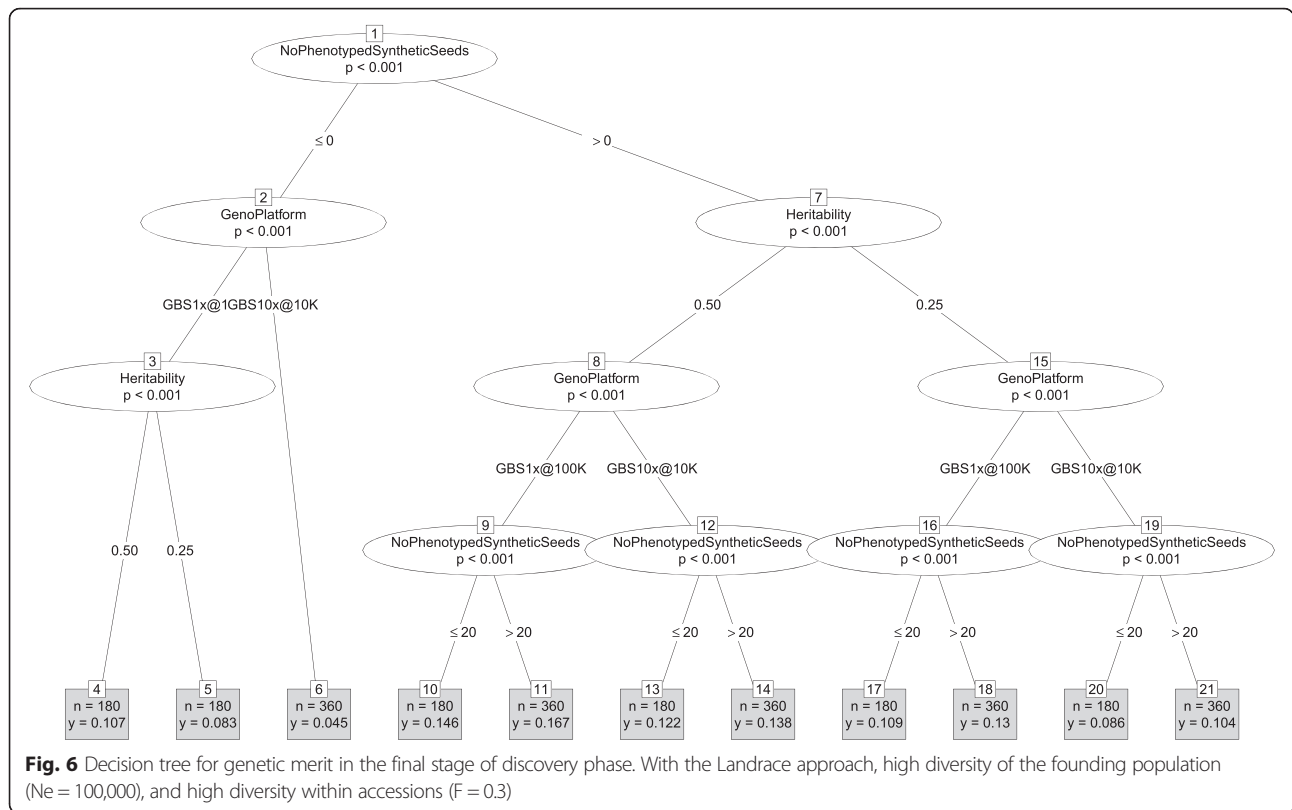 1
NoPhenotypedSyntheticSeeds
p < 0.001
≤ 0
> 0
2
GenoPlatform
p < 0.001
7
Heritability
p < 0.001
GBS1x@1
GBS10x@10K
0.50
0.25
3
Heritability
p < 0.001
8
GenoPlatform
p < 0.001
15
GenoPlatform
p < 0.001
0.50
0.25
GBS1x@100K
GBS10x@10K
GBS1x@100K
GBS10x@10K
9
NoPhenotypedSyntheticSeeds
p < 0.001
12
NoPhenotypedSyntheticSeeds
p < 0.001
16
NoPhenotypedSyntheticSeeds
p < 0.001
19
NoPhenotypedSyntheticSeeds
p < 0.001
≤ 20
> 20
≤ 20
> 20
≤ 20
> 20
≤ 20
> 20
4
n = 180
y = 0.107
5
n = 180
y = 0.083
6
n = 360
y = 0.045
10
n = 180
y = 0.146
11
n = 360
y = 0.167
13
n = 180
y = 0.122
14
n = 360
y = 0.138
17
n = 180
y = 0.109
18
n = 360
y = 0.13
20
n = 180
y = 0.086
21
n = 360
y = 0.104
Fig. 6 Decision tree for genetic merit in the final stage of discovery phase. With the Landrace approach, high diversity of the founding population
(Ne = 100,000), and high diversity within accessions (F = 0.3)